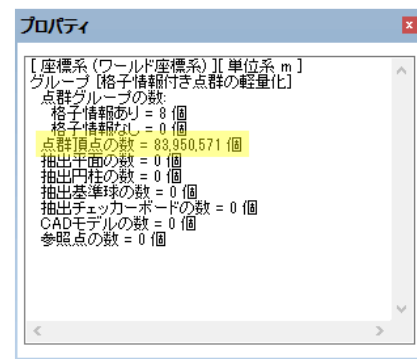 プロパティ
[ 座標系 (ワールド座標系) ][ 単位系 m ]
グループ [格子情報付き点群の軽量化]
点群グループの数:
格子情報あり = 8 個
格子情報なし = 0 個
点群頂点の数 = 83,950,571 個
抽出平面の数 = 0 個
抽出円柱の数 = 0 個
抽出基準球の数 = 0 個
抽出チェッカーボードの数 = 0 個
CADモデルの数 = 0 個
参照点の数 = 0 個